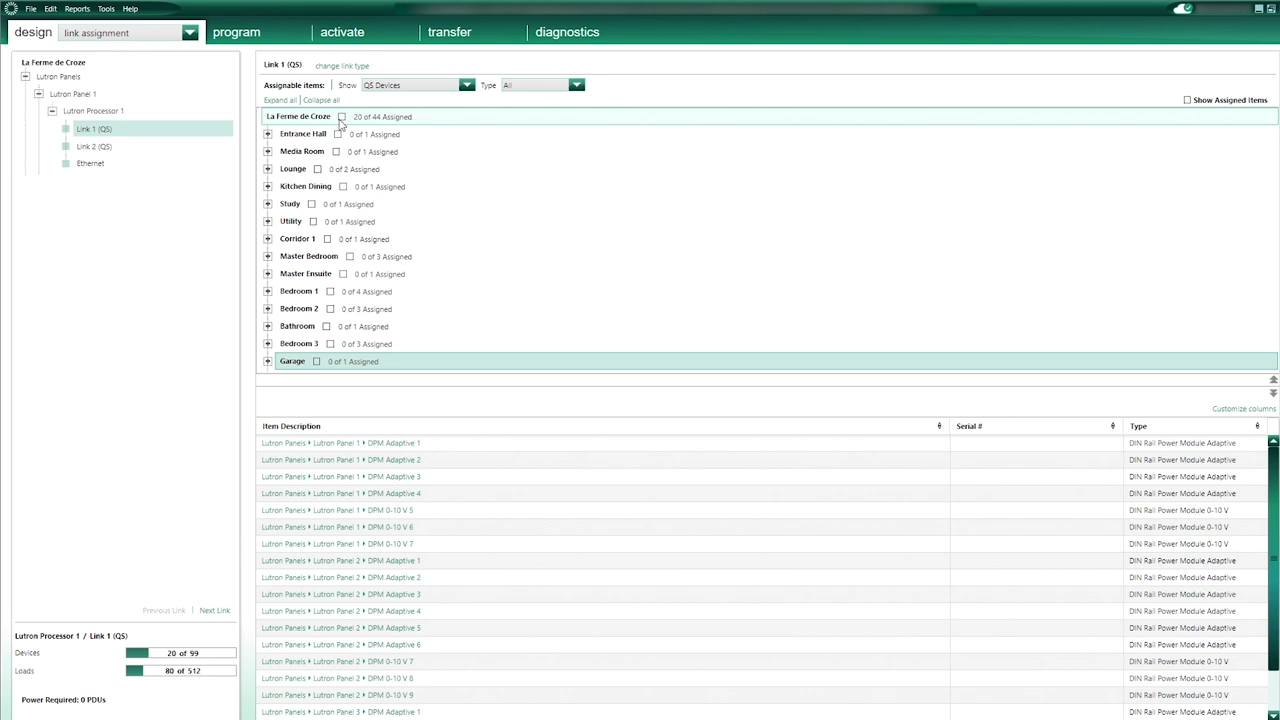 File Edit Reports Tools Help
design link assignment program activate transfer diagnostics
La Ferme de Croze
Lutron Panels
Lutron Panel 1
Lutron Processor 1
Link 1 (QS)
Link 2 (QS)
Ethernet
Previous Link | Next Link
Lutron Processor 1 / Link 1 (QS)
Devices 20 of 99
Loads 80 of 512
Power Required: 0 PDUs
Link 1 (QS) change link type
Assignable items: Show QS Devices Type All
Expand all | Collapse all Show Assigned Items
La Ferme de Croze 20 of 44 Assigned
Entrance Hall 0 of 1 Assigned
Media Room 0 of 1 Assigned
Lounge 0 of 2 Assigned
Kitchen Dining 0 of 1 Assigned
Study 0 of 1 Assigned
Utility 0 of 1 Assigned
Corridor 1 0 of 1 Assigned
Master Bedroom 0 of 3 Assigned
Master Ensuite 0 of 1 Assigned
Bedroom 1 0 of 4 Assigned
Bedroom 2 0 of 3 Assigned
Bathroom 0 of 1 Assigned
Bedroom 3 0 of 3 Assigned
Garage 0 of 1 Assigned
Customize columns
Item Description Serial # Type
Lutron Panels Lutron Panel 1 DPM Adaptive 1 DIN Rail Power Module Adaptive
Lutron Panels Lutron Panel 1 DPM Adaptive 2 DIN Rail Power Module Adaptive
Lutron Panels Lutron Panel 1 DPM Adaptive 3 DIN Rail Power Module Adaptive
Lutron Panels Lutron Panel 1 DPM Adaptive 4 DIN Rail Power Module Adaptive
Lutron Panels Lutron Panel 1 DPM 0-10 V 5 DIN Rail Power Module 0-10 V
Lutron Panels Lutron Panel 1 DPM 0-10 V 6 DIN Rail Power Module 0-10 V
Lutron Panels Lutron Panel 1 DPM 0-10 V 7 DIN Rail Power Module 0-10 V
Lutron Panels Lutron Panel 2 DPM Adaptive 1 DIN Rail Power Module Adaptive
Lutron Panels Lutron Panel 2 DPM Adaptive 2 DIN Rail Power Module Adaptive
Lutron Panels Lutron Panel 2 DPM Adaptive 3 DIN Rail Power Module Adaptive
Lutron Panels Lutron Panel 2 DPM Adaptive 4 DIN Rail Power Module Adaptive
Lutron Panels Lutron Panel 2 DPM Adaptive 5 DIN Rail Power Module Adaptive
Lutron Panels Lutron Panel 2 DPM Adaptive 6 DIN Rail Power Module Adaptive
Lutron Panels Lutron Panel 2 DPM 0-10 V 7 DIN Rail Power Module 0-10 V
Lutron Panels Lutron Panel 2 DPM 0-10 V 8 DIN Rail Power Module 0-10 V
Lutron Panels Lutron Panel 2 DPM 0-10 V 9 DIN Rail Power Module 0-10 V
Lutron Panels Lutron Panel 3 DPM Adaptive 1 DIN Rail Power Module Adaptive